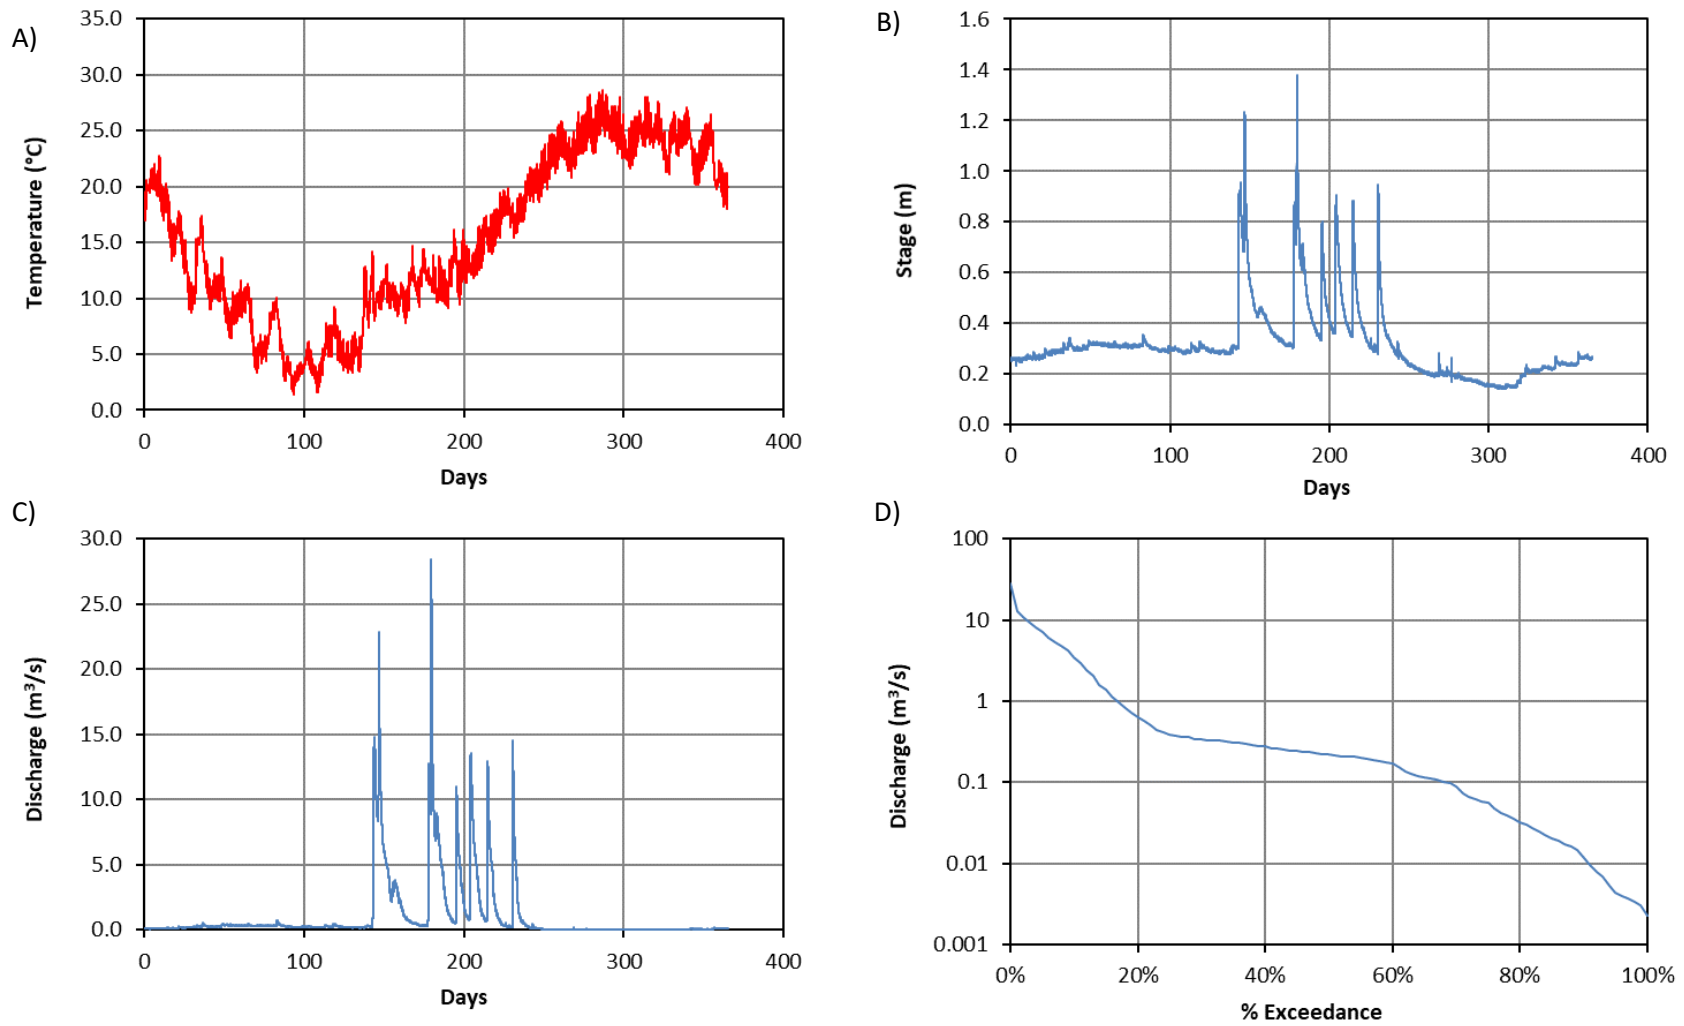 A)
35.0
30.0
25.0
20.0
15.0
10.0
5.0
0.0
Temperature (°C)
0 100 200 300 400
Days
B)
1.6
1.4
1.2
1.0
0.8
0.6
0.4
0.2
0.0
Stage (m)
0 100 200 300 400
Days
C)
30.0
25.0
20.0
15.0
10.0
5.0
0.0
Discharge (m³/s)
0 100 200 300 400
Days
D)
100
10
1
0.1
0.01
0.001
Discharge (m³/s)
0% 20% 40% 60% 80% 100%
% Exceedance